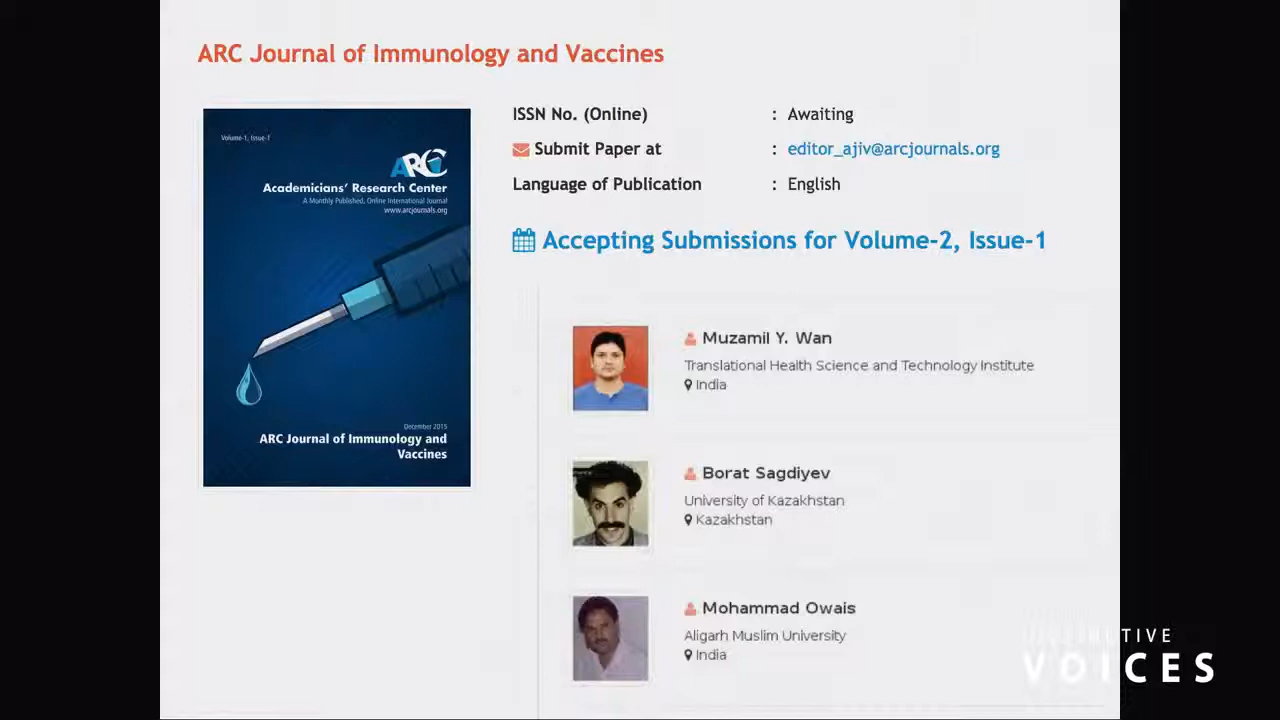 ARC Journal of Immunology and Vaccines
Volume-1, Issue-1
ARC
Academicians' Research Center
A Monthly Published, Online International Journal
www.arcjournals.org
December 2015
ARC Journal of Immunology and
Vaccines
ISSN No. (Online) : Awaiting
Submit Paper at : editor_ajiv@arcjournals.org
Language of Publication : English
Accepting Submissions for Volume-2, Issue-1
Muzamil Y. Wan
Translational Health Science and Technology Institute
India
Borat Sagdiyev
University of Kazakhstan
Kazakhstan
Mohammad Owais
Aligarh Muslim University
India
VOICES